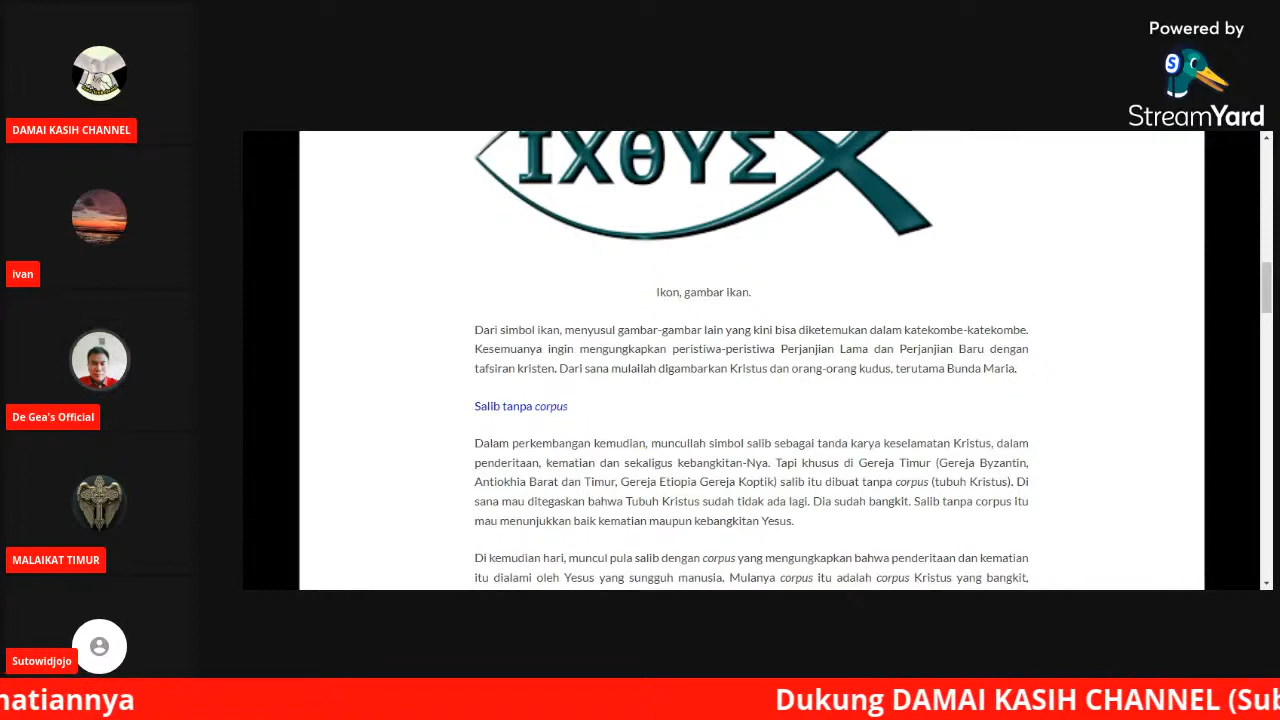 Powered by
S
StreamYard
DAMAI KASIH CHANNEL
ivan
De Gea's Official
MALAIKAT TIMUR
Sutowidjojo
ΙΧΘΥΣ
Ikon, gambar ikan.
Dari simbol ikan, menyusul gambar-gambar lain yang kini bisa diketemukan dalam katekombe-katekombe.
Kesemuanya ingin mengungkapkan peristiwa-peristiwa Perjanjian Lama dan Perjanjian Baru dengan
tafsiran kristen. Dari sana mulailah digambarkan Kristus dan orang-orang kudus, terutama Bunda Maria.
Salib tanpa corpus
Dalam perkembangan kemudian, muncullah simbol salib sebagai tanda karya keselamatan Kristus, dalam
penderitaan, kematian dan sekaligus kebangkitan-Nya. Tapi khusus di Gereja Timur (Gereja Byzantin,
Antiokhia Barat dan Timur, Gereja Etiopia Gereja Koptik) salib itu dibuat tanpa corpus (tubuh Kristus). Di
sana mau ditegaskan bahwa Tubuh Kristus sudah tidak ada lagi. Dia sudah bangkit. Salib tanpa corpus itu
mau menunjukkan baik kematian maupun kebangkitan Yesus.
Di kemudian hari, muncul pula salib dengan corpus yang mengungkapkan bahwa penderitaan dan kematian
itu dialami oleh Yesus yang sungguh manusia. Mulanya corpus itu adalah corpus Kristus yang bangkit,
natiannya Dukung DAMAI KASIH CHANNEL (Sub